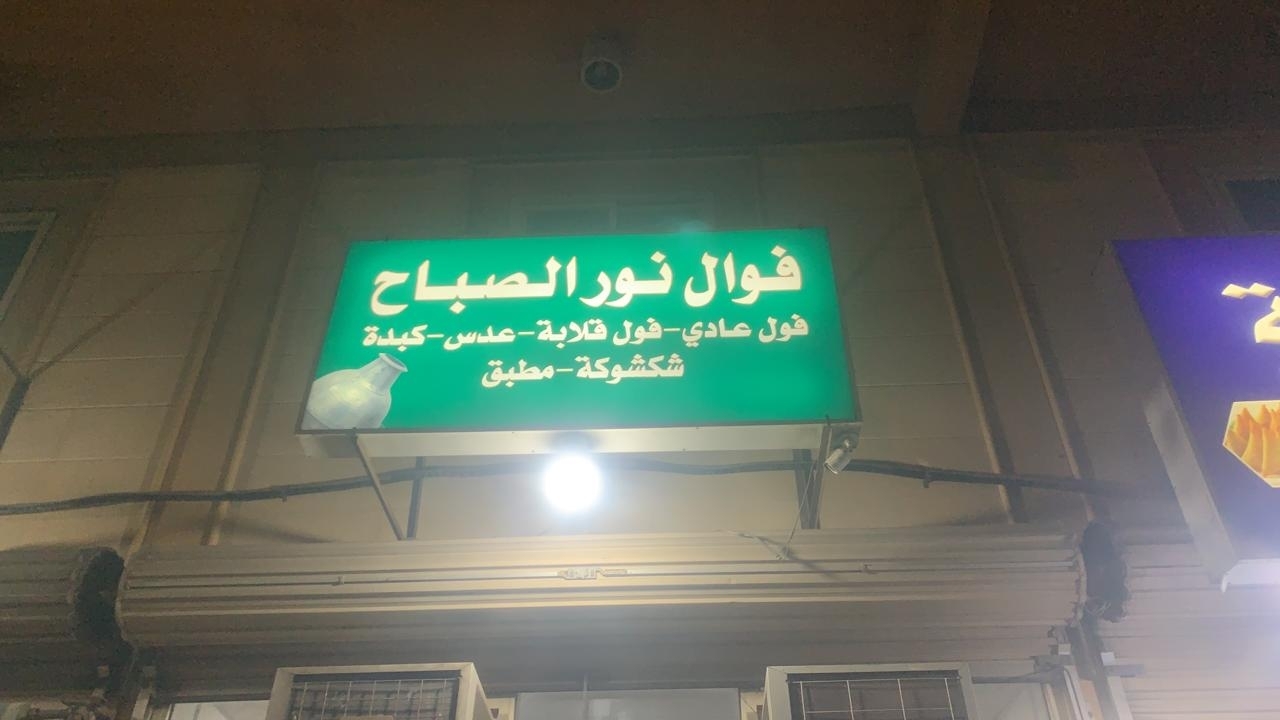 فوال نور الصباح
فول عادي-فول قلابة-عدس-كبدة
شكشوكة-مطبق